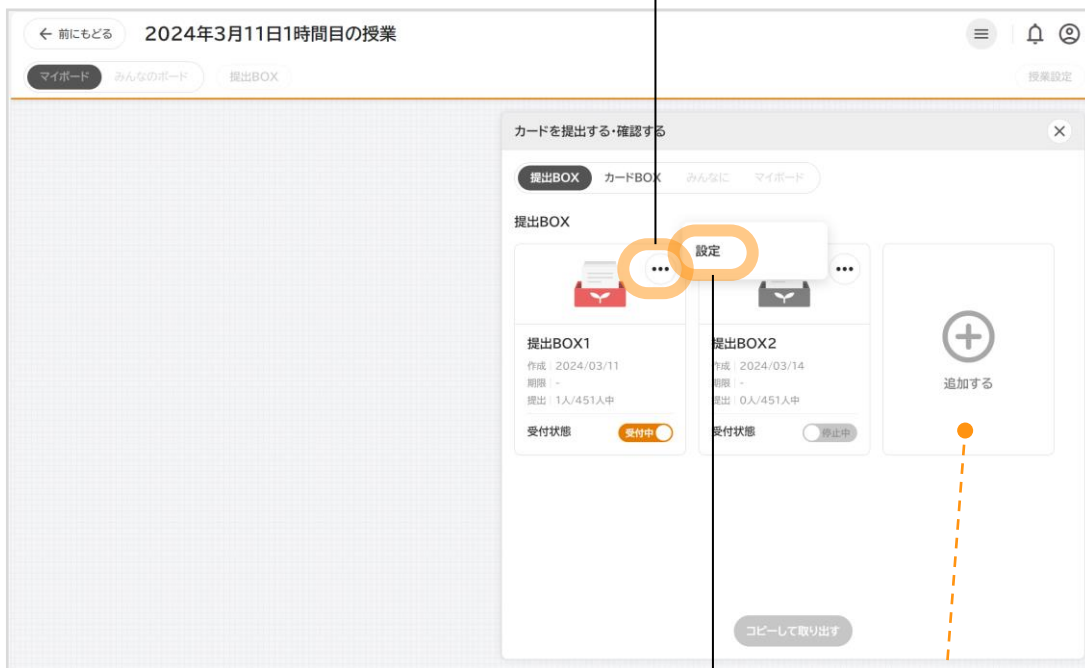 ← 前にもどる 2024年3月11日1時間目の授業
マイボード みんなのボード 提出BOX 授業設定
カードを提出する・確認する
提出BOX カードBOX みんなに マイボード
提出BOX
設定
提出BOX1
作成 2024/03/11
期限 -
提出 1人/451人中
受付状態 受付中
提出BOX2
作成 2024/03/14
期限 -
提出 0人/451人中
受付状態 停止中
追加する
コピーして取り出す